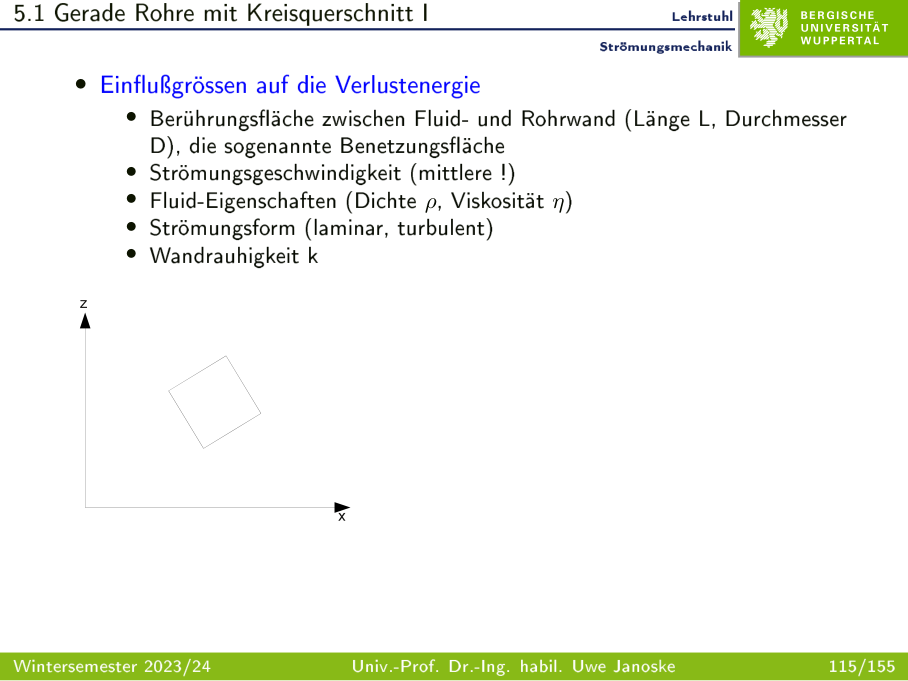 5.1 Gerade Rohre mit Kreisquerschnitt I
Lehrstuhl
Strömungsmechanik
BERGISCHE
UNIVERSITÄT
WUPPERTAL
• Einflußgrössen auf die Verlustenergie
• Berührungsfläche zwischen Fluid- und Rohrwand (Länge L, Durchmesser
D), die sogenannte Benetzungsfläche
• Strömungsgeschwindigkeit (mittlere !)
• Fluid-Eigenschaften (Dichte ρ, Viskosität η)
• Strömungsform (laminar, turbulent)
• Wandrauhigkeit k
z
x
Wintersemester 2023/24
Univ.-Prof. Dr.-Ing. habil. Uwe Janoske
115/155